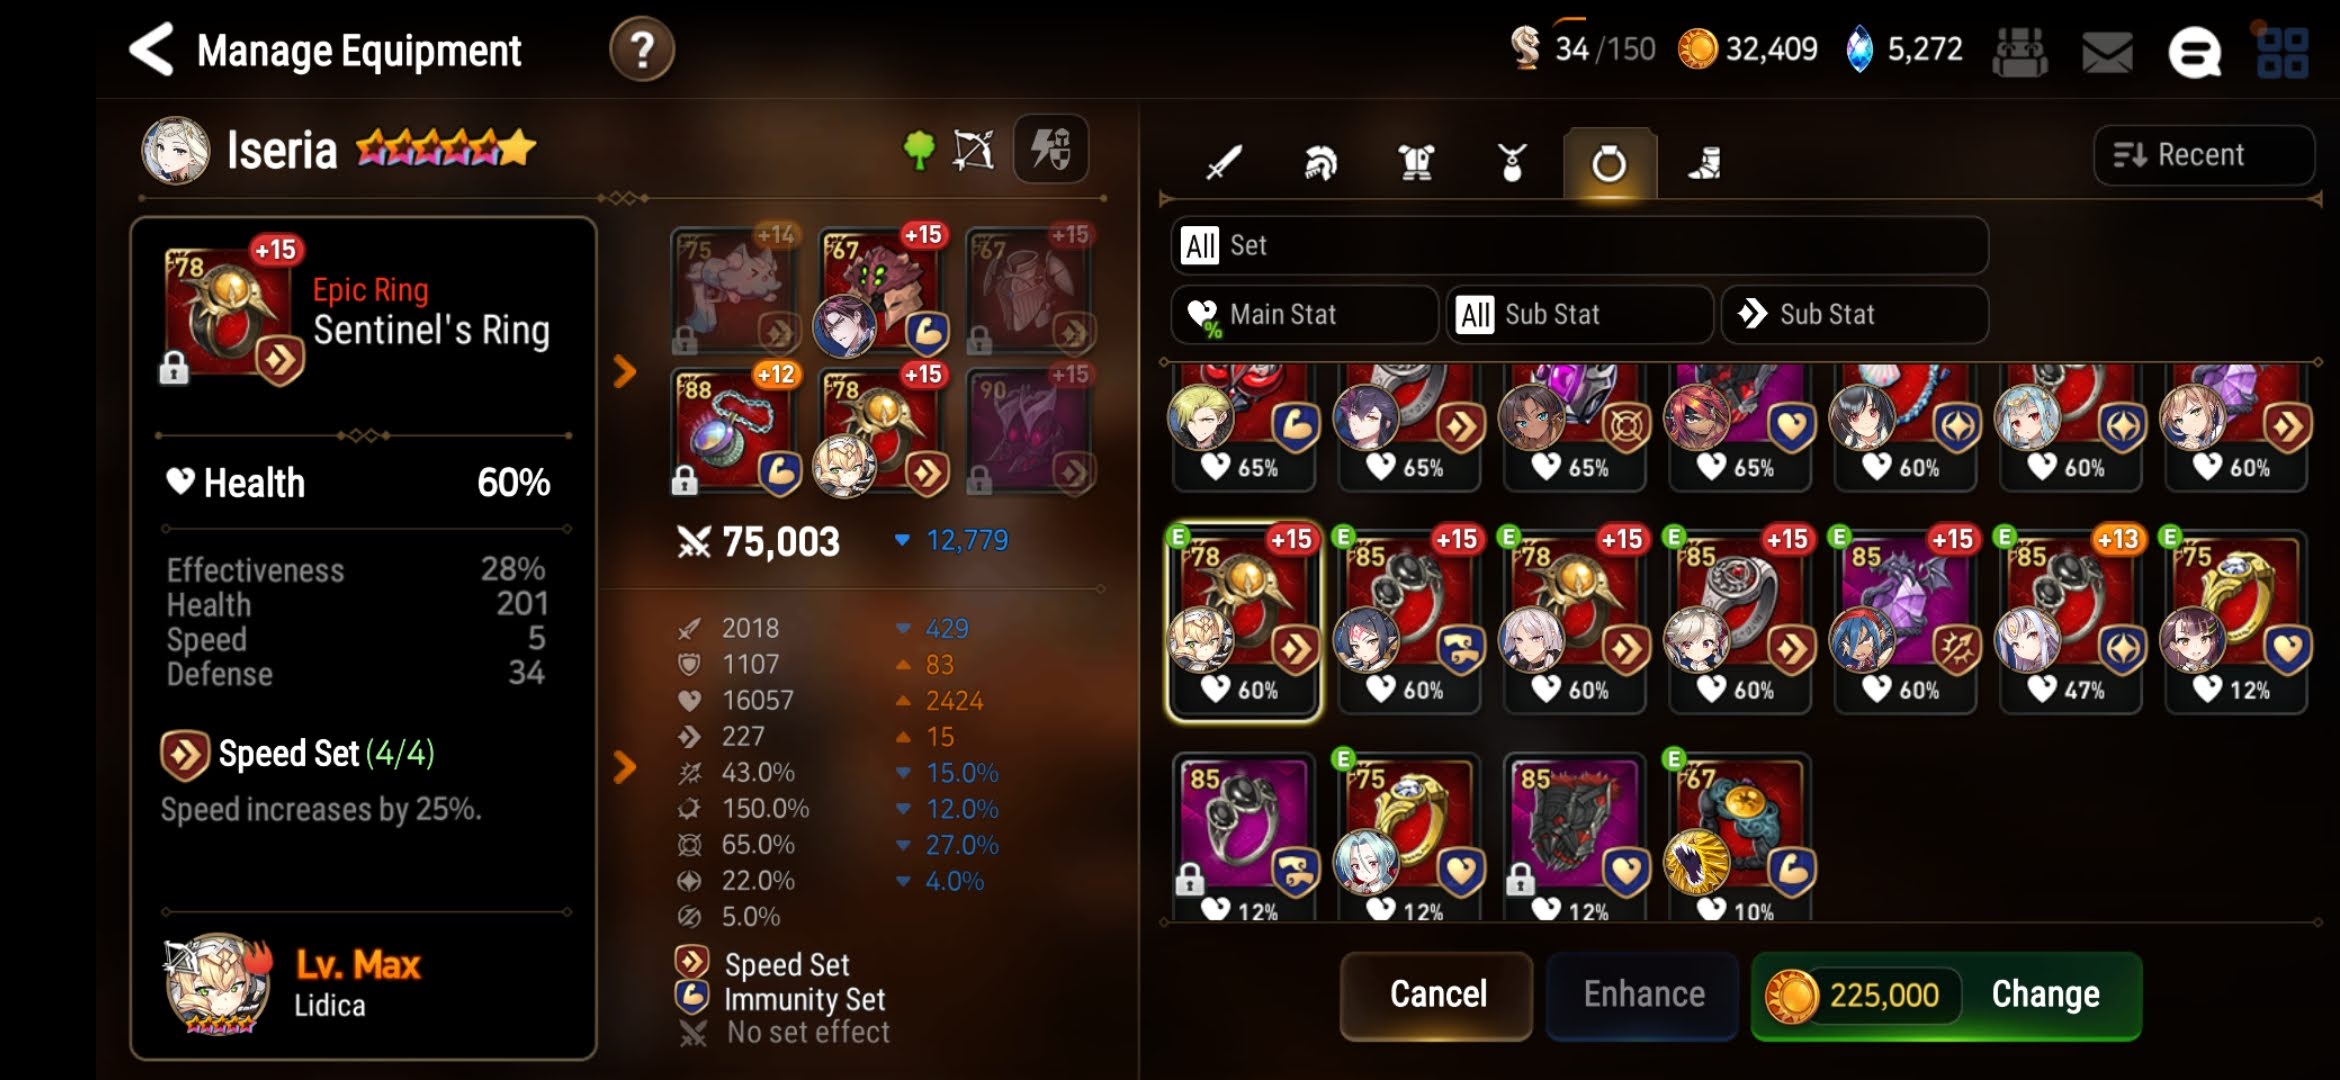 Manage Equipment
?
34/150
32,409
5,272
Iseria
Recent
+15
78
Epic Ring
Sentinel's Ring
Health 60%
Effectiveness 28%
Health 201
Speed 5
Defense 34
Speed Set (4/4)
Speed increases by 25%.
Lv. Max
Lidica
75 +14
67 +15
67 +15
88 +12
78 +15
90 +15
75,003 12,779
2018 429
1107 83
16057 2424
227 15
43.0% 15.0%
150.0% 12.0%
65.0% 27.0%
22.0% 4.0%
5.0%
Speed Set
Immunity Set
No set effect
All Set
% Main Stat
All Sub Stat
Sub Stat
65% 65% 65% 65% 60% 60% 60%
E 78 +15 E 85 +15 E 78 +15 E 85 +15 E 85 +15 E 85 +13 E 75
60% 60% 60% 60% 60% 47% 12%
85 E 75 85 E 67
12% 12% 12% 10%
Cancel
Enhance
225,000 Change